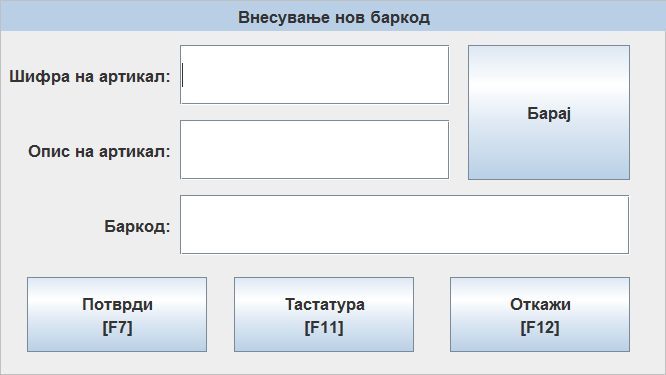 Внесување нов баркод
Шифра на артикал:
Барај
Опис на артикал:
Баркод:
Потврди
[F7]
Тастатура
[F11]
Откажи
[F12]